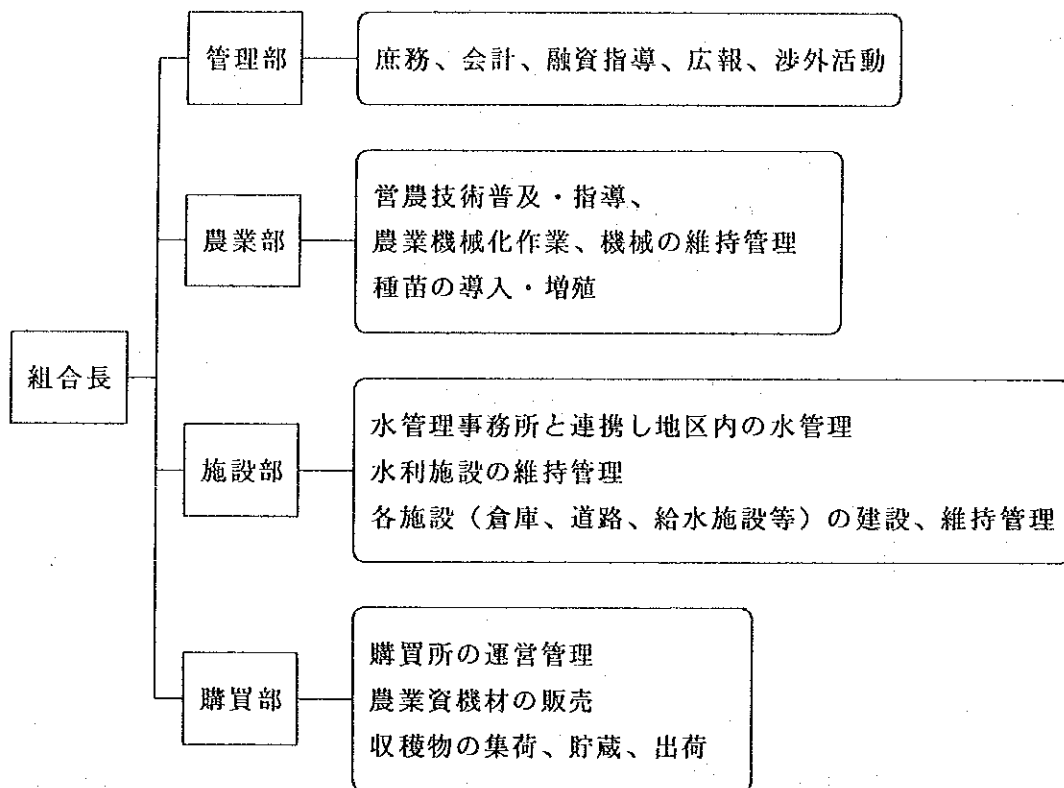 組合長
管理部
庶務、会計、融資指導、広報、渉外活動
農業部
営農技術普及・指導、
農業機械化作業、機械の維持管理
種苗の導入・増殖
施設部
水管理事務所と連携し地区内の水管理
水利施設の維持管理
各施設（倉庫、道路、給水施設等）の建設、維持管理
購買部
購買所の運営管理
農業資機材の販売
収穫物の集荷、貯蔵、出荷